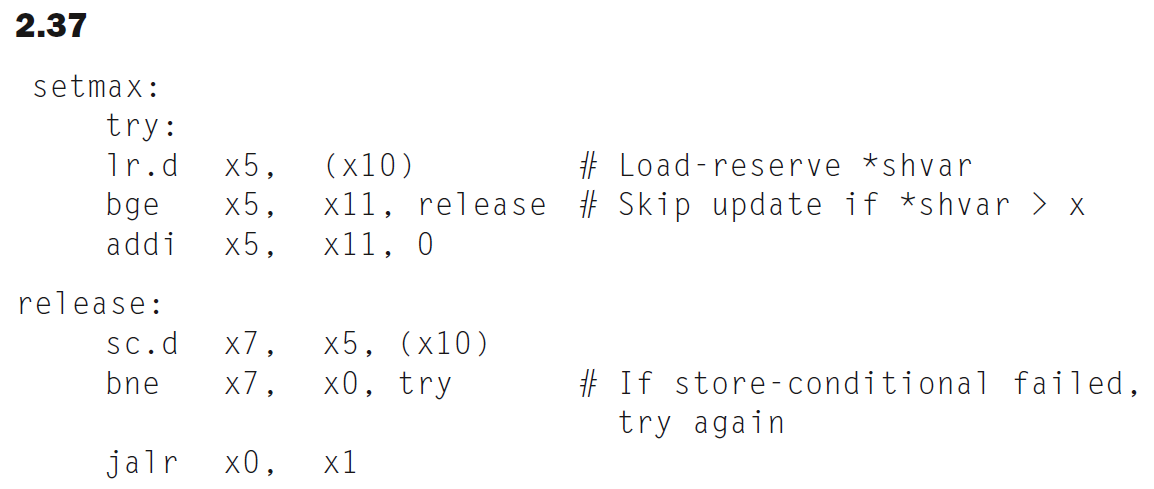 2.37
setmax:
try:
lr.d x5, (x10) # Load-reserve *shvar
bge x5, x11, release # Skip update if *shvar > x
addi x5, x11, 0
release:
sc.d x7, x5, (x10)
bne x7, x0, try # If store-conditional failed,
try again
jalr x0, x1